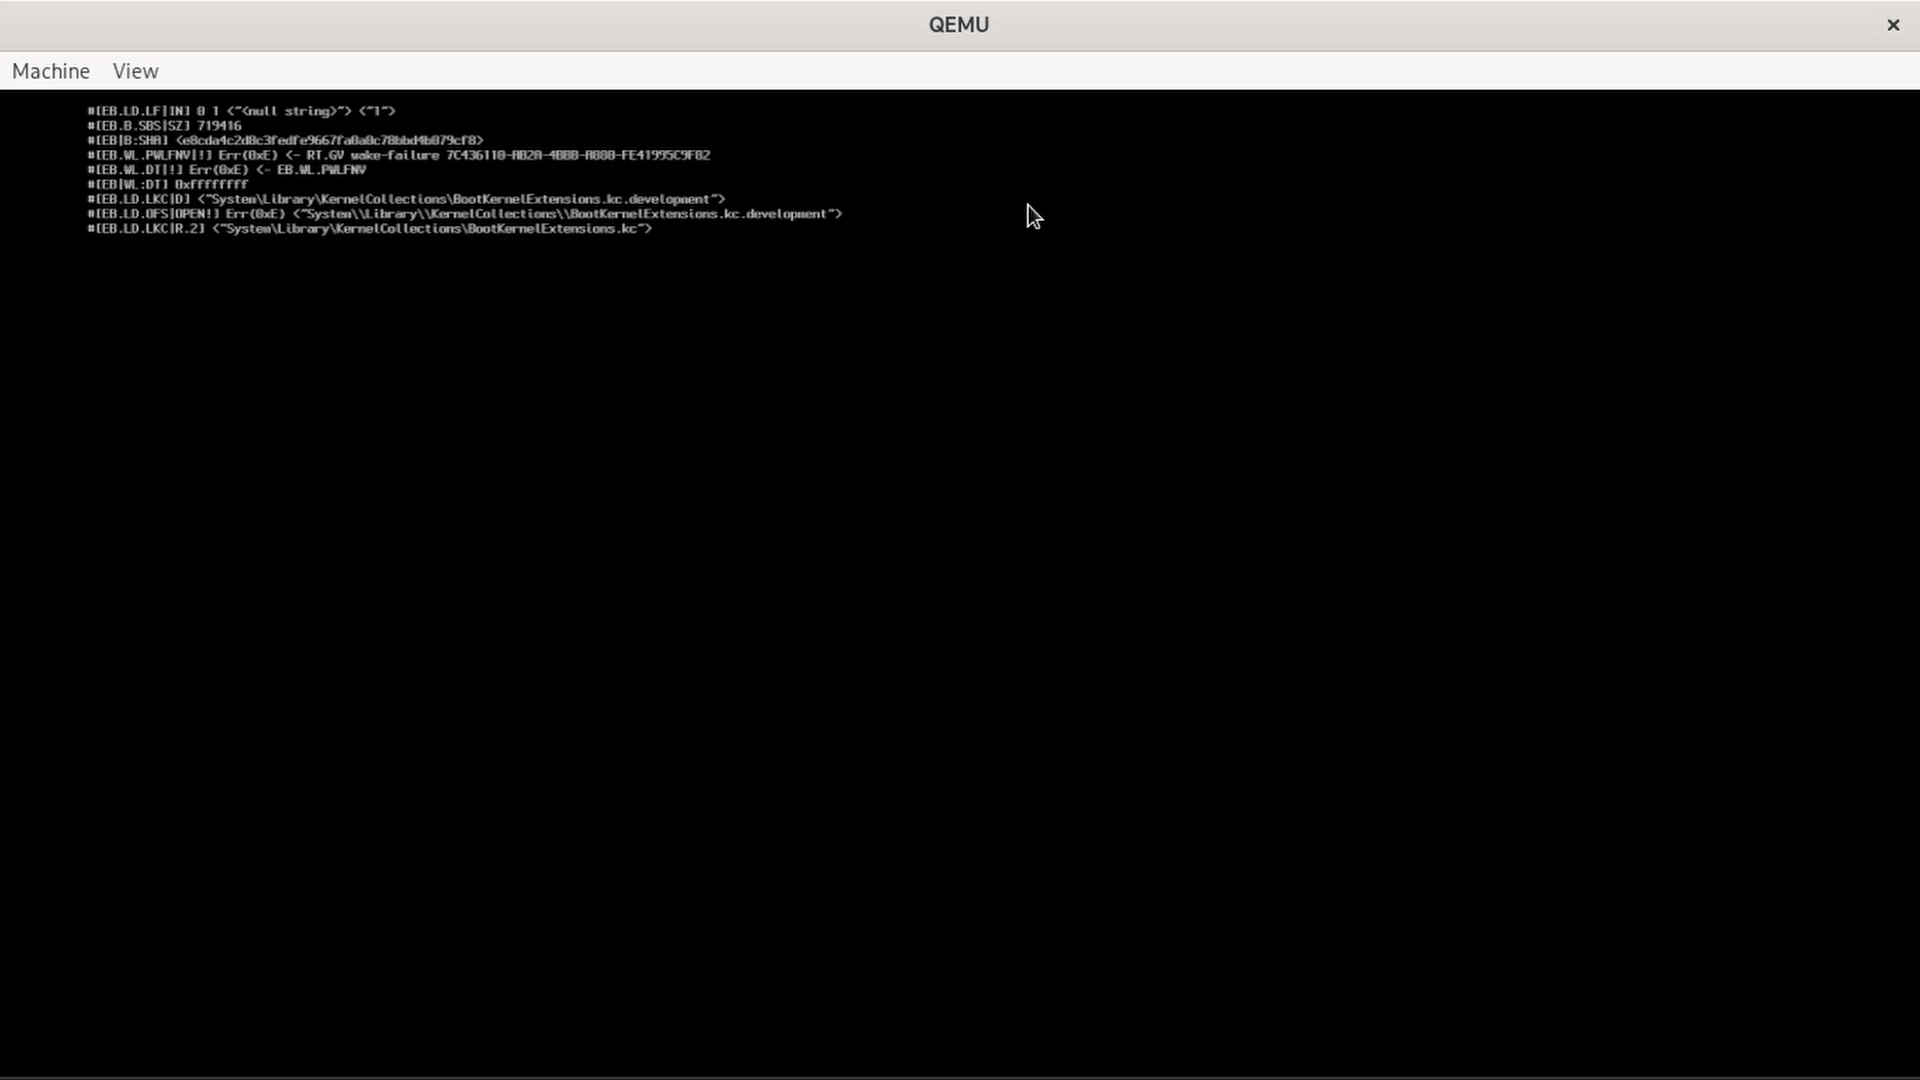 QEMU
Machine View
#[EB.LD.LF|IN] 0 1 <"<null string>"> <"1">
#[EB.B.SBS|SZ] 719416
#[EB|B:SHA] <e8cda4c2d8c3fedfe9667fa0a0c78bbd4b079cf8>
#[EB.WL.PWLFNV|!] Err(0xE) <- RT.GV wake-failure 7C436110-AB2A-4BBB-A880-FE41995C9F82
#[EB.WL.DT|!] Err(0xE) <- EB.WL.PWLFNV
#[EB|WL:DT] 0xffffffff
#[EB.LD.LKC|D] <"System\Library\KernelCollections\BootKernelExtensions.kc.development">
#[EB.LD.OFS|OPEN!] Err(0xE) <"System\\Library\\KernelCollections\\BootKernelExtensions.kc.development">
#[EB.LD.LKC|R.2] <"System\Library\KernelCollections\BootKernelExtensions.kc">